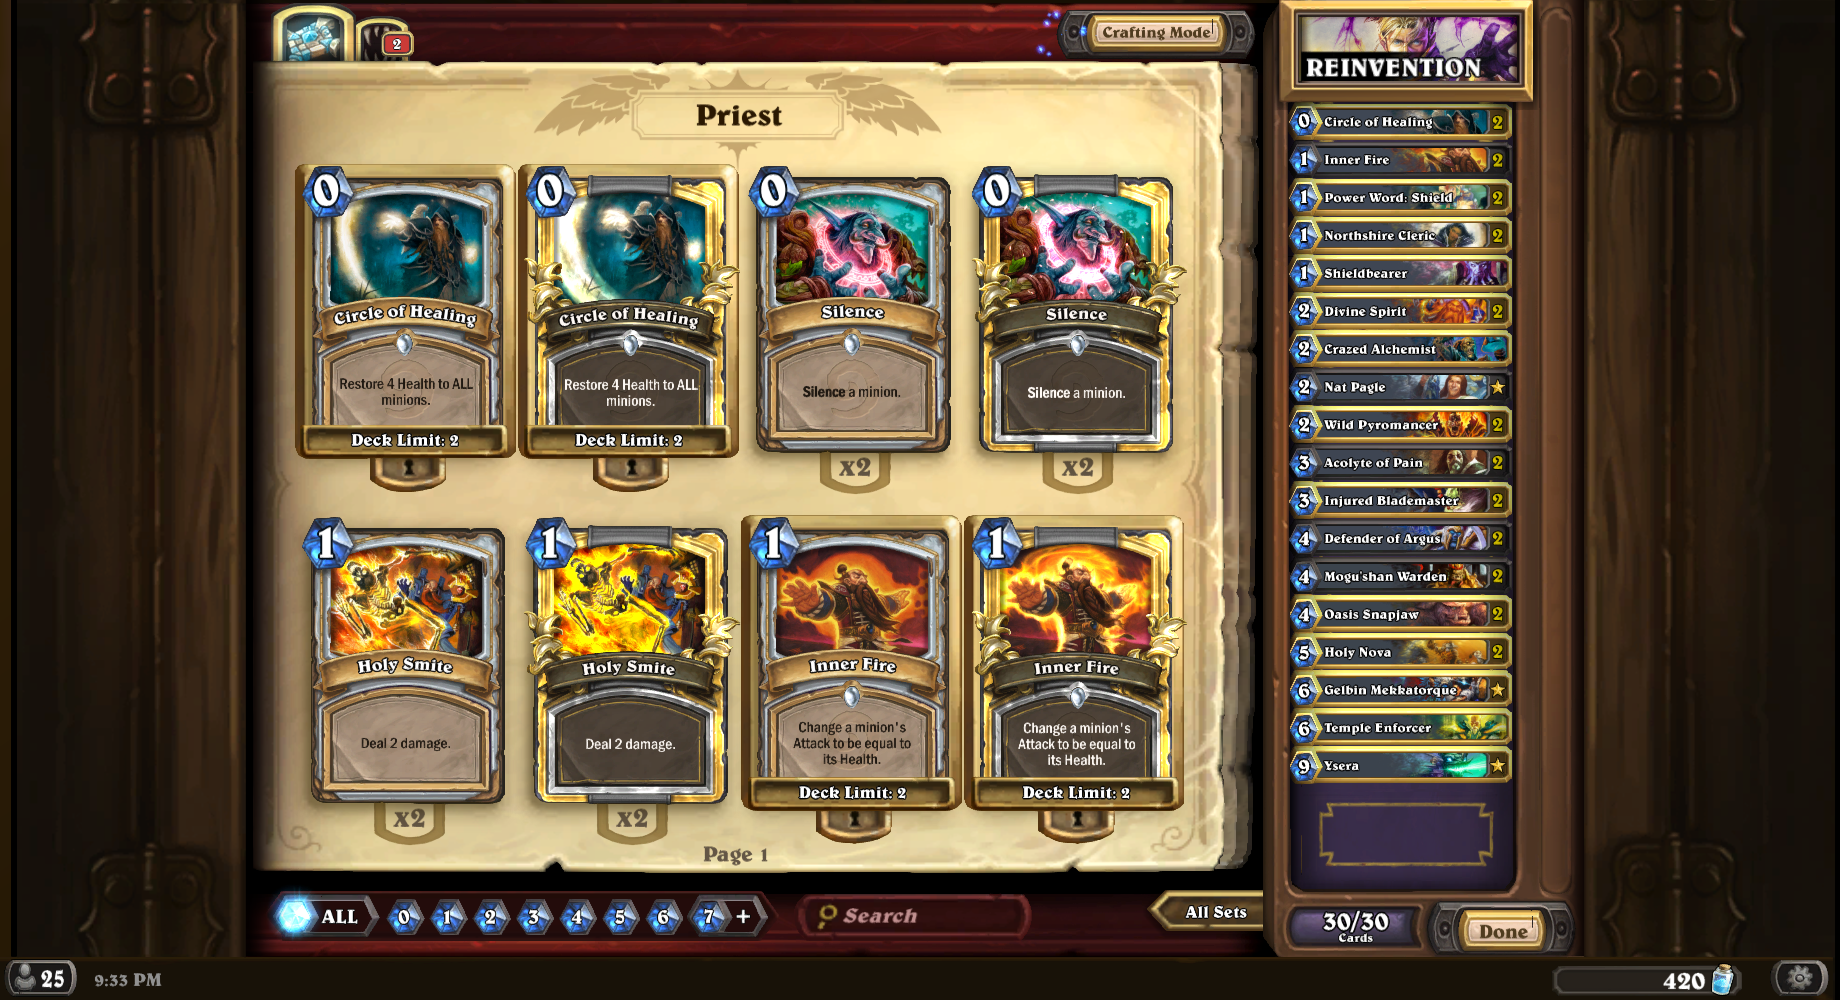 2
Crafting Mode
REINVENTION
Priest
0
0
0
0
Circle of Healing
Circle of Healing
Silence
Silence
Restore 4 Health to ALL
minions.
Restore 4 Health to ALL
minions.
Silence a minion.
Silence a minion.
Deck Limit: 2
Deck Limit: 2
x2
x2
1
1
1
1
Holy Smite
Holy Smite
Inner Fire
Inner Fire
Deal 2 damage.
Deal 2 damage.
Change a minion's
Attack to be equal to
its Health.
Change a minion's
Attack to be equal to
its Health.
x2
x2
Deck Limit: 2
Deck Limit: 2
Page 1
0 Circle of Healing 2
1 Inner Fire 2
1 Power Word: Shield 2
1 Northshire Cleric 2
1 Shieldbearer
2 Divine Spirit 2
2 Crazed Alchemist
2 Nat Pagle
2 Wild Pyromancer 2
3 Acolyte of Pain 2
3 Injured Blademaster 2
4 Defender of Argus 2
4 Mogu'shan Warden 2
4 Oasis Snapjaw 2
5 Holy Nova 2
6 Gelbin Mekkatorque
6 Temple Enforcer
9 Ysera
ALL 0 1 2 3 4 5 6 7 +
Search
All Sets
30/30
Cards
Done
25
9:33 PM
420